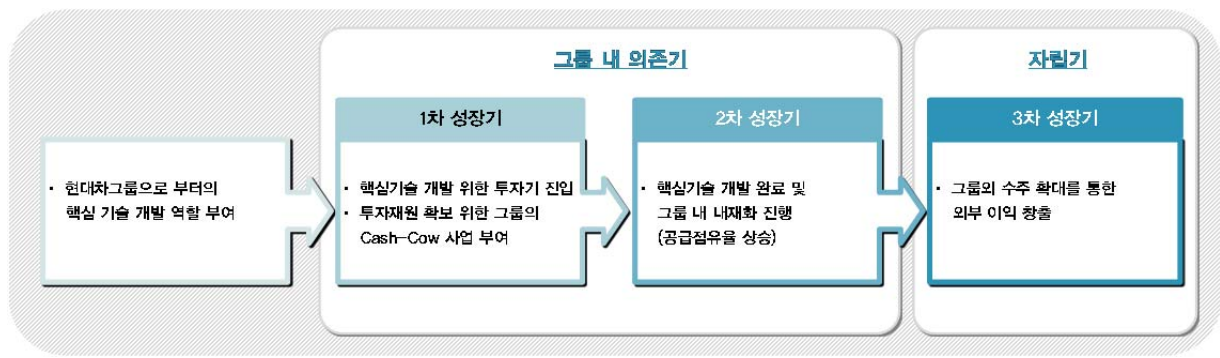 그룹 내 의존기
자립기
1차 성장기
2차 성장기
3차 성장기
· 현대차그룹으로 부터의
핵심 기술 개발 역할 부여
· 핵심기술 개발 위한 투자기 진입
· 투자재원 확보 위한 그룹의
Cash-Cow 사업 부여
· 핵심기술 개발 완료 및
그룹 내 내재화 진행
(공급점유율 상승)
· 그룹외 수주 확대를 통한
외부 이익 창출